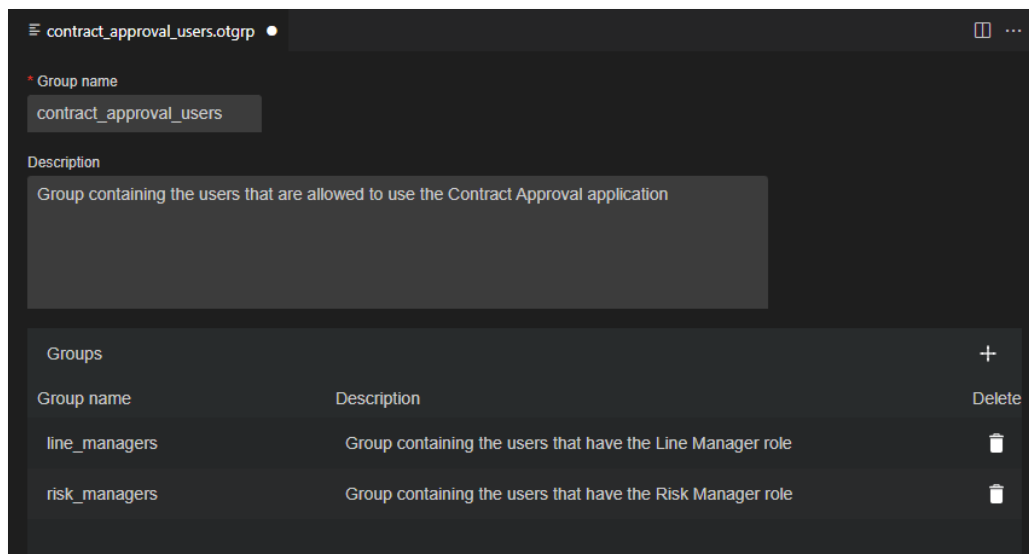 contract_approval_users.otgrp
* Group name
contract_approval_users
Description
Group containing the users that are allowed to use the Contract Approval application
Groups
Group name Description Delete
line_managers Group containing the users that have the Line Manager role
risk_managers Group containing the users that have the Risk Manager role